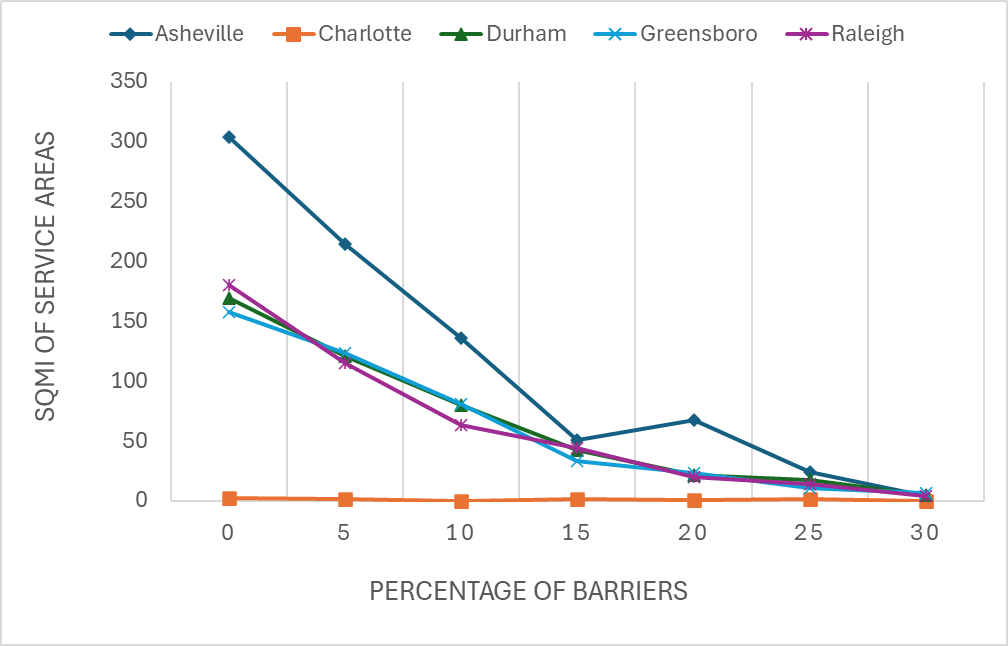 Asheville Charlotte Durham Greensboro Raleigh
350
300
250
200
150
100
50
0
SQMI OF SERVICE AREAS
0 5 10 15 20 25 30
PERCENTAGE OF BARRIERS